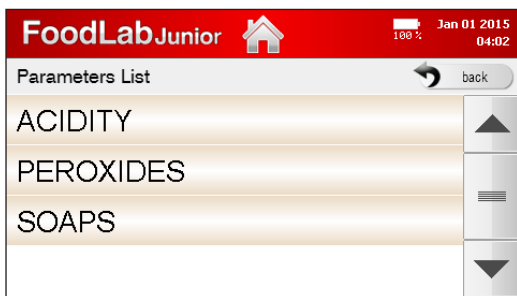 FoodLabJunior
100 %
Jan 01 2015
04:02
Parameters List
back
ACIDITY
PEROXIDES
SOAPS